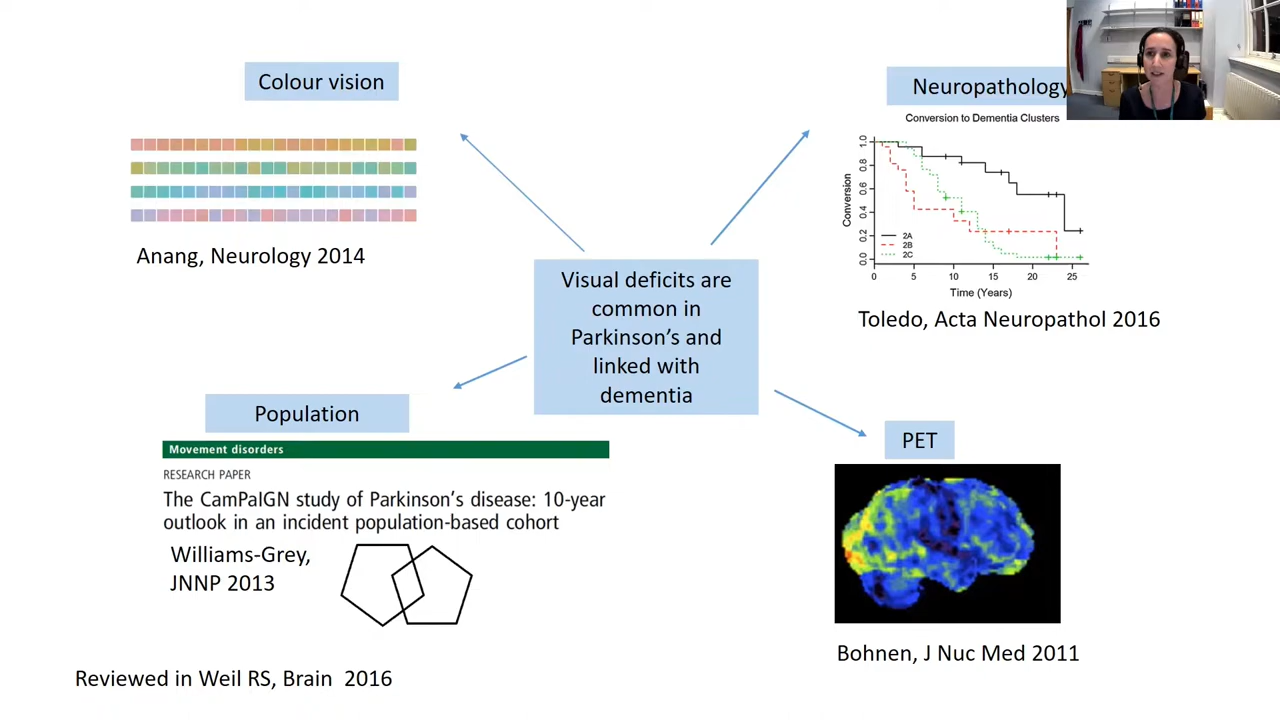 Colour vision
Anang, Neurology 2014
Neuropathology
Conversion to Dementia Clusters
Conversion
1.0
0.8
0.6
0.4
0.2
0.0
2A
2B
2C
0 5 10 15 20 25
Time (Years)
Toledo, Acta Neuropathol 2016
Visual deficits are
common in
Parkinson’s and
linked with
dementia
Population
Movement disorders
RESEARCH PAPER
The CamPaIGN study of Parkinson's disease: 10-year
outlook in an incident population-based cohort
Williams-Grey,
JNNP 2013
PET
Bohnen, J Nuc Med 2011
Reviewed in Weil RS, Brain 2016